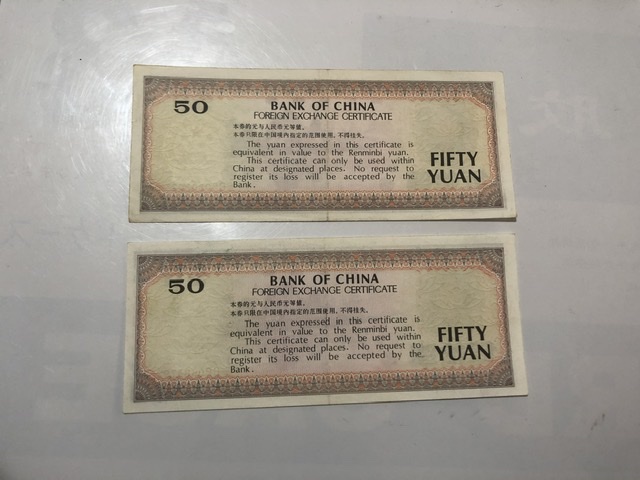 50
BANK OF CHINA
FOREIGN EXCHANGE CERTIFICATE
本券的元与人民币元等值。
本券只限在中国境内指定的范围使用，不得挂失。
The yuan expressed in this certificate is
equivalent in value to the Renminbi yuan.
This certificate can only be used within
China at designated places. No request to
register its loss will be accepted by the
Bank.
FIFTY
YUAN
50
BANK OF CHINA
FOREIGN EXCHANGE CERTIFICATE
本券的元与人民币元等值。
本券只限在中国境内指定的范围使用，不得挂失。
The yuan expressed in this certificate is
equivalent in value to the Renminbi yuan.
This certificate can only be used within
China at designated places. No request to
register its loss will be accepted by the
Bank.
FIFTY
YUAN